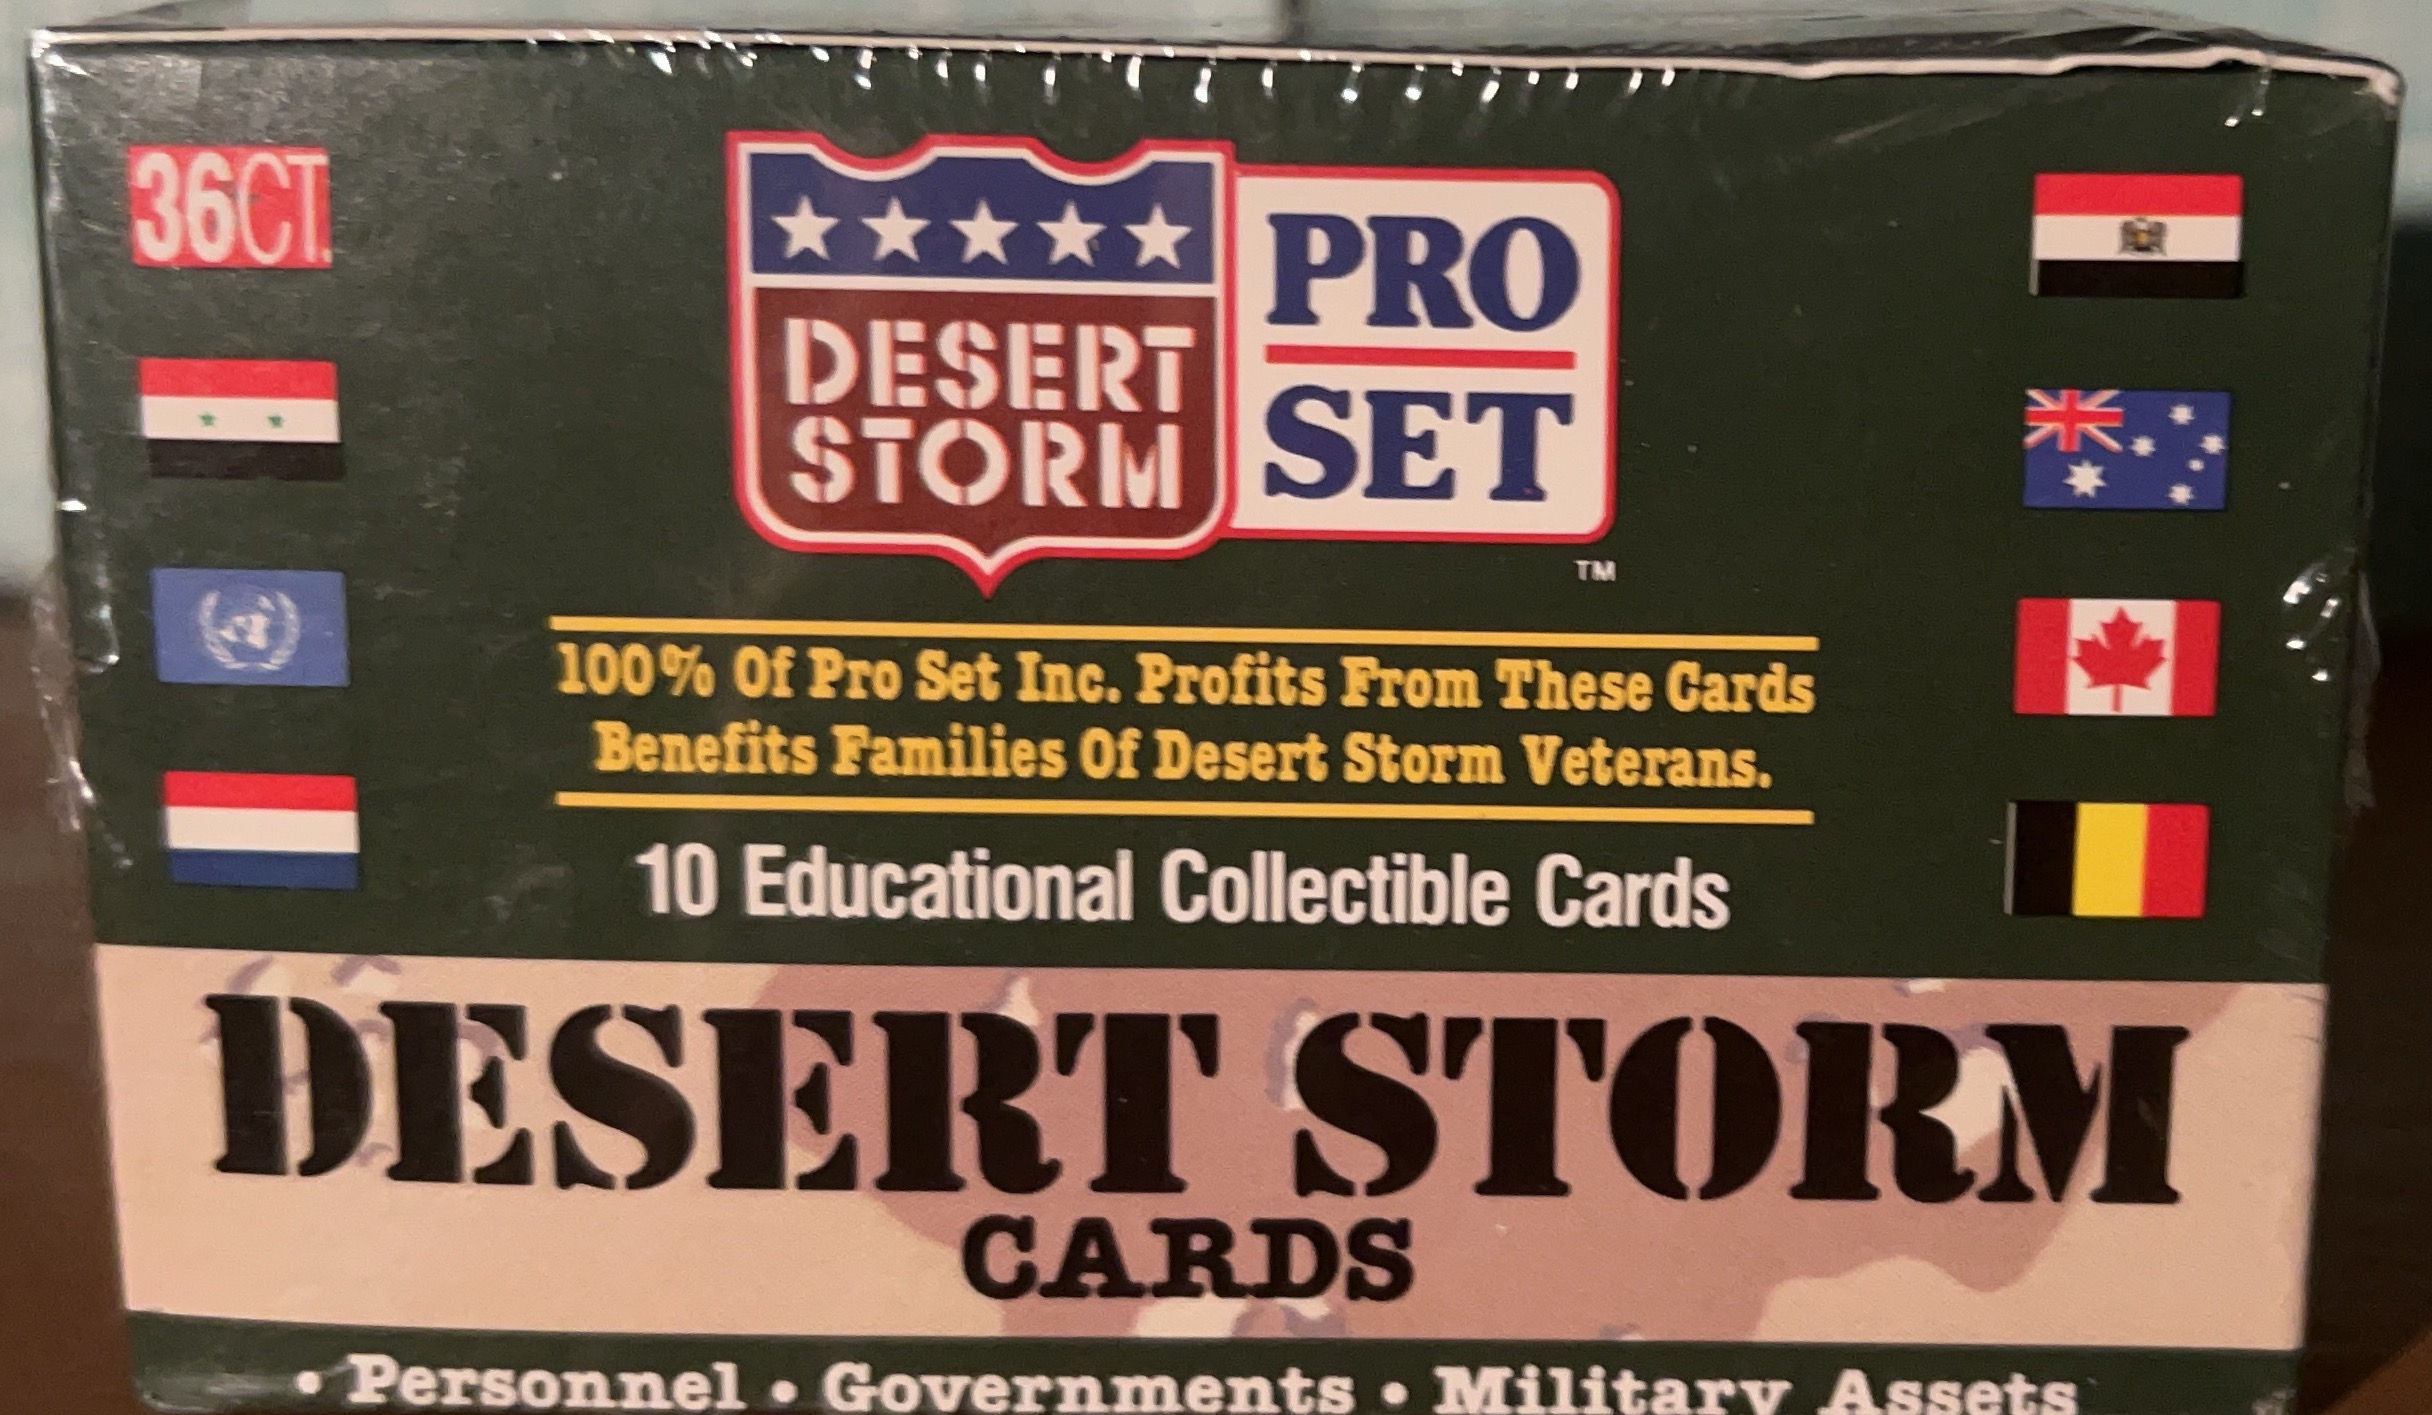 36CT.
DESERT
STORM
PRO
SET
TM
100% Of Pro Set Inc. Profits From These Cards
Benefits Families Of Desert Storm Veterans.
10 Educational Collectible Cards
DESERT STORM
CARDS
• Personnel • Governments • Military Assets